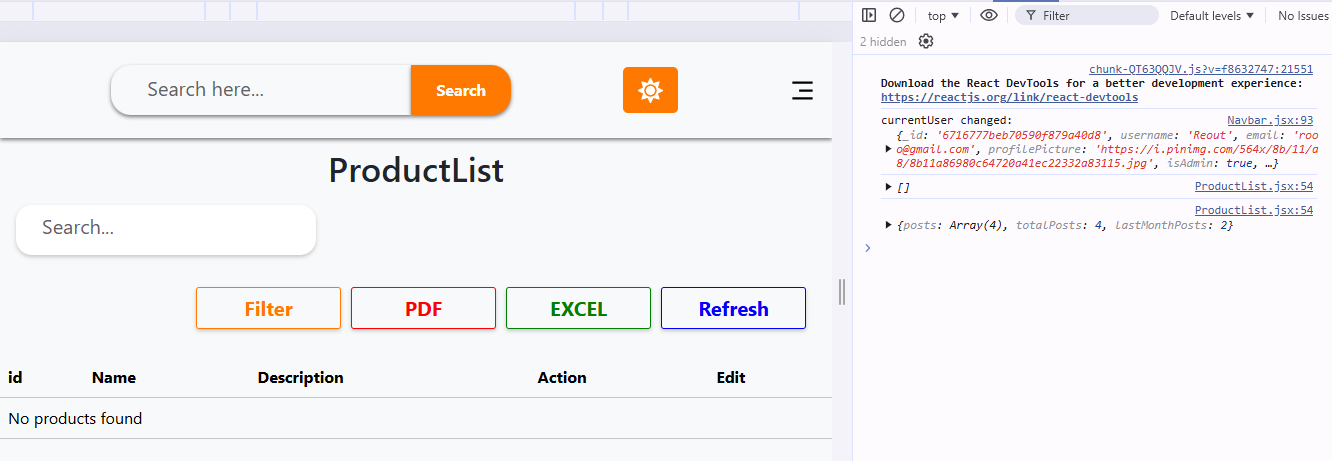 top ▼
Filter
Default levels ▼
No Issues
2 hidden
Search here...
Search
ProductList
Search...
Filter
PDF
EXCEL
Refresh
id Name Description Action Edit
No products found
chunk-QT63QQJV.js?v=f8632747:21551
Download the React DevTools for a better development experience:
https://reactjs.org/link/react-devtools
currentUser changed: Navbar.jsx:93
{_id: '6716777beb70590f879a40d8', username: 'Reout', email: 'roo
o@gmail.com', profilePicture: 'https://i.pinimg.com/564x/8b/11/a
8/8b11a86980c64720a41ec22332a83115.jpg', isAdmin: true, …}
[] ProductList.jsx:54
ProductList.jsx:54
{posts: Array(4), totalPosts: 4, lastMonthPosts: 2}